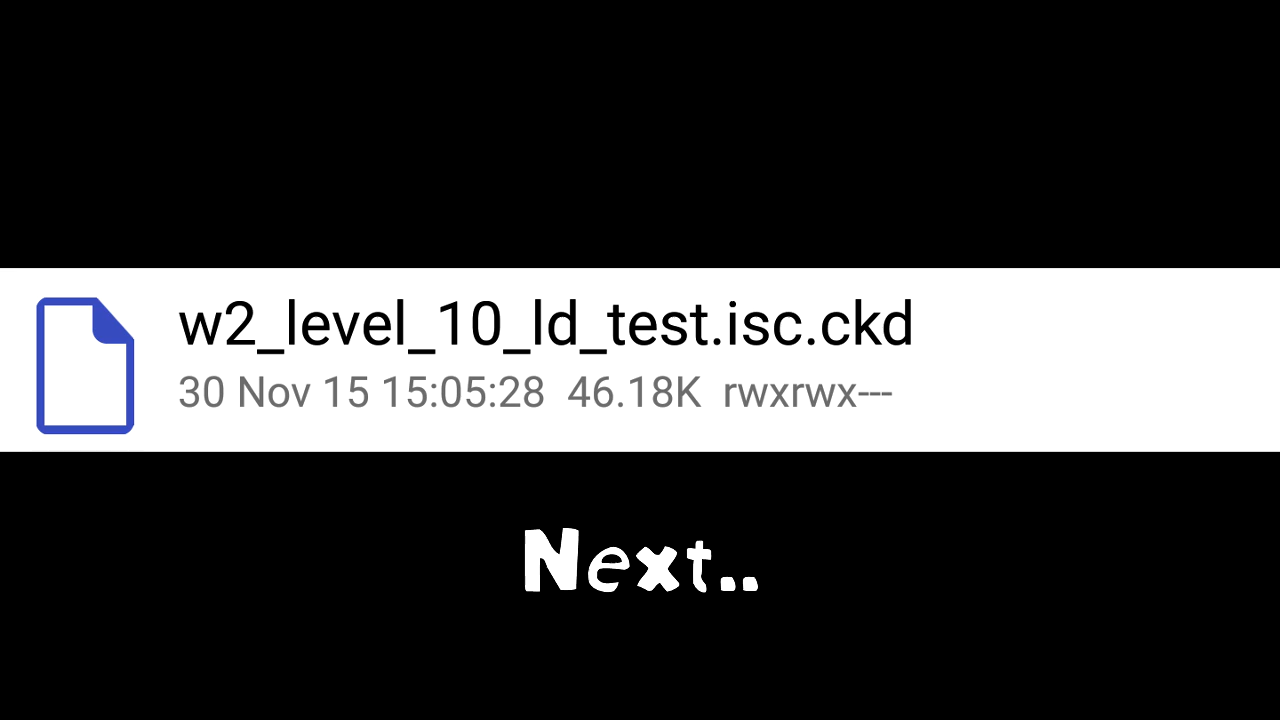 w2_level_10_ld_test.isc.ckd
30 Nov 15 15:05:28 46.18K rwxrwx---
Next..